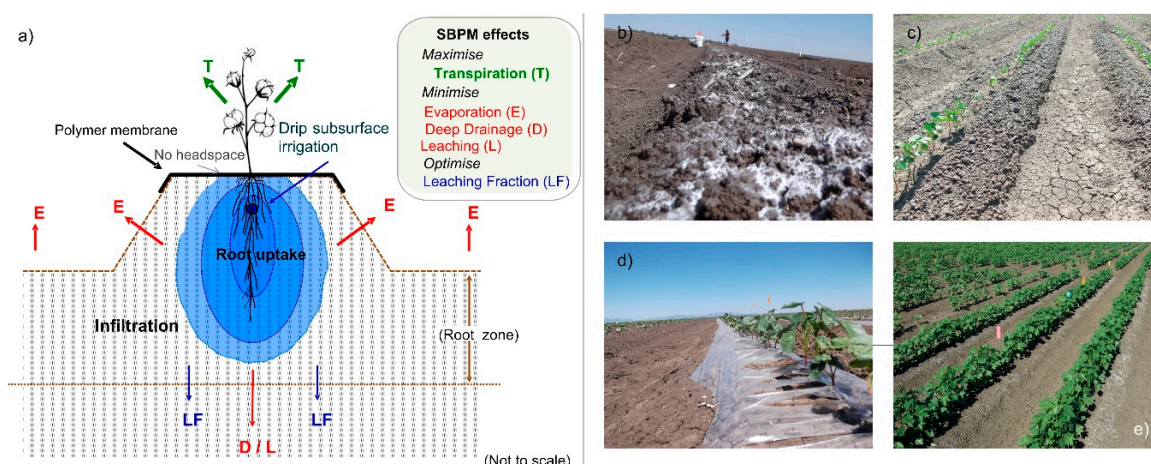 a)
SBPM effects
Maximise
Transpiration (T)
Minimise
Evaporation (E)
Deep Drainage (D)
Leaching (L)
Optimise
Leaching Fraction (LF)
T
T
Polymer membrane
No headspace
Drip subsurface
irrigation
E
E
E
E
Root uptake
Infiltration
(Root zone)
LF
LF
D / L
(Not to scale)
b)
c)
d)
e)